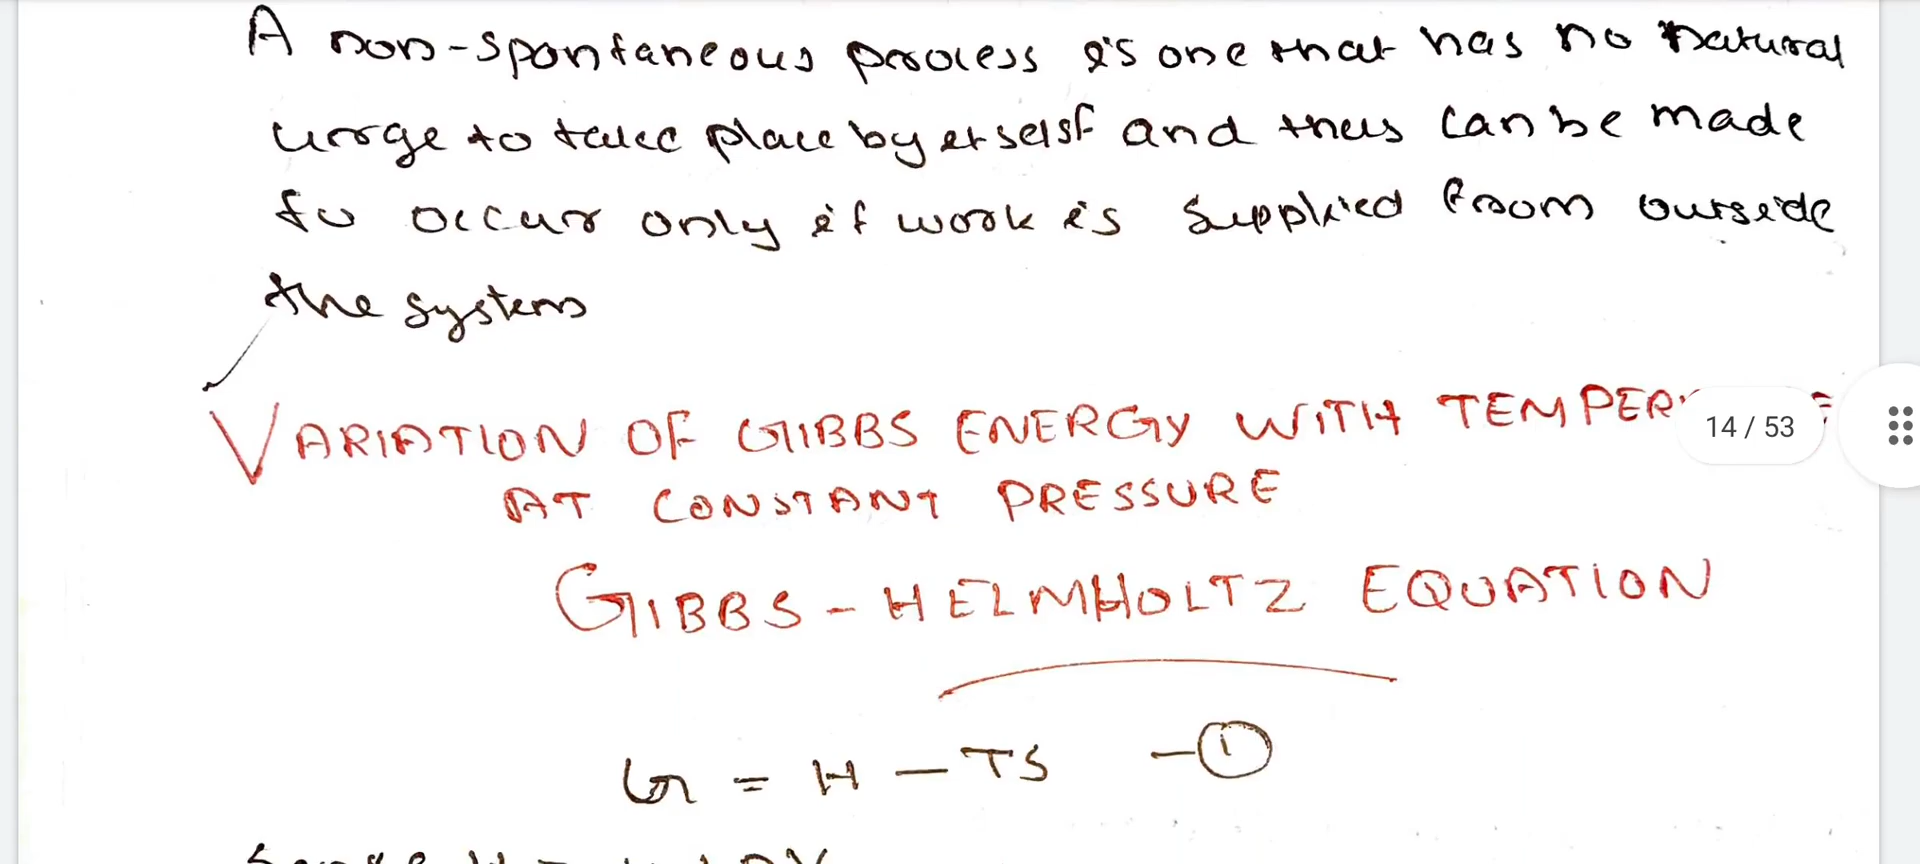 A non-spontaneous process is one that has no natural
urge to take place by itself and thus can be made
to occur only if work is supplied from outside
the system
VARIATION OF GIBBS ENERGY WITH TEMPER
14 / 53
AT CONSTANT PRESSURE
GIBBS - HELMHOLTZ EQUATION
G = H - TS - ①